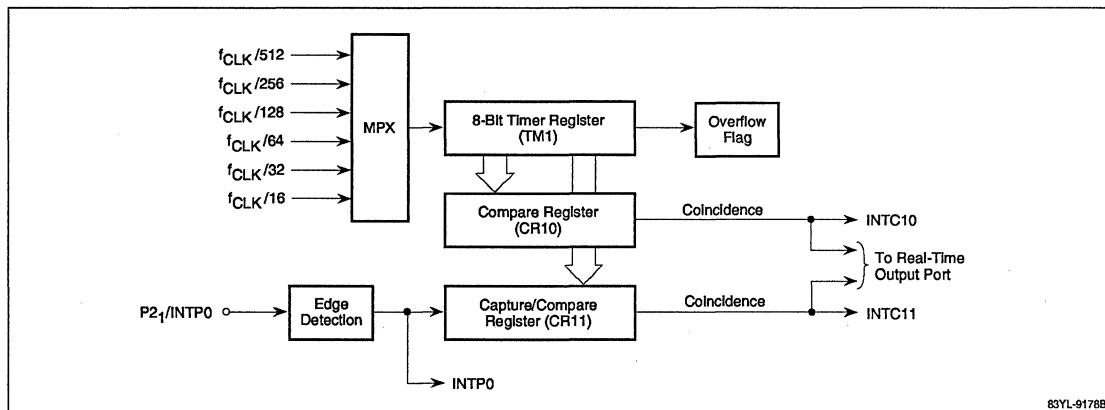 fCLK/512
fCLK/256
fCLK/128
fCLK/64
fCLK/32
fCLK/16
MPX
8-Bit Timer Register
(TM1)
Overflow
Flag
Compare Register
(CR10)
Coincidence
INTC10
To Real-Time
Output Port
P21/INTP0
Edge
Detection
Capture/Compare
Register (CR11)
Coincidence
INTC11
INTP0
83YL-9178B